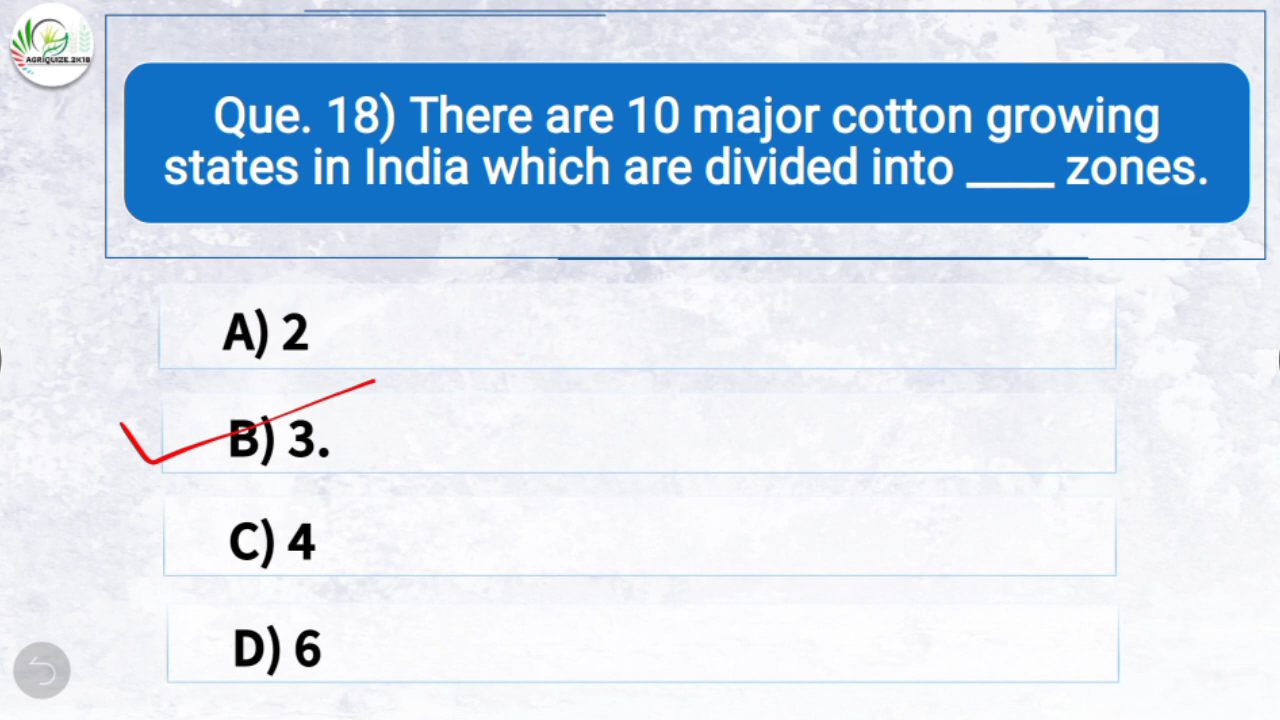 AGRIQUIZE.2K18
Que. 18) There are 10 major cotton growing
states in India which are divided into ____ zones.
A) 2
B) 3.
C) 4
D) 6